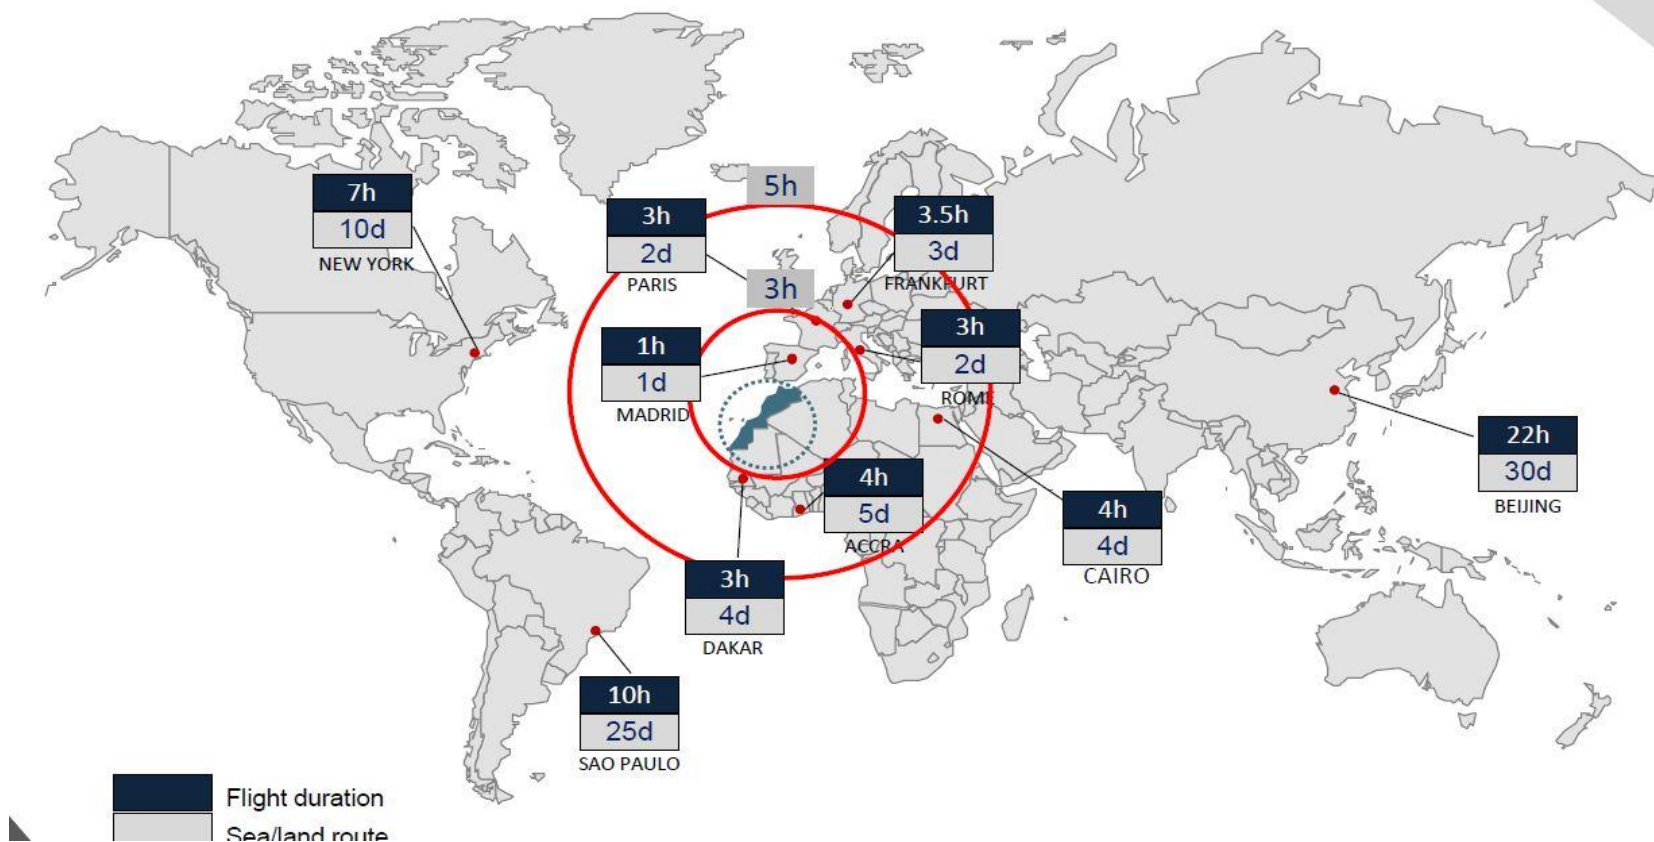 7h
10d
NEW YORK
5h
3h
2d
PARIS
3.5h
3d
FRANKFURT
3h
1h
1d
MADRID
3h
2d
ROME
4h
5d
ACCRA
22h
30d
BEIJING
4h
4d
CAIRO
3h
4d
DAKAR
10h
25d
SAO PAULO
Flight duration
Sea/land route